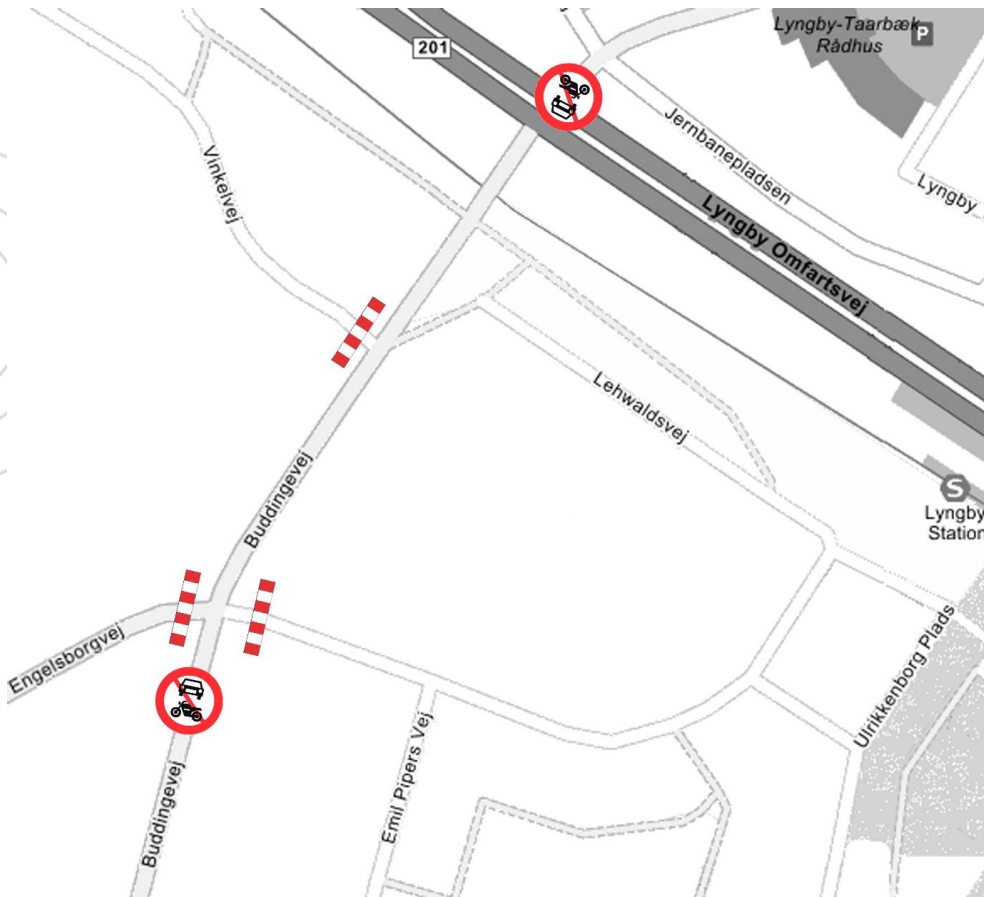 Lyngby-Taarbæk
Rådhus
P
201
Jernbanepladsen
Lyngby
Vinkelvej
Lyngby Omfartsvej
Lehwaldsvej
Buddingevej
S
Lyngby
Station
Engelsborgvej
Ulrikkenborg Plads
Emil Pipers Vej
Buddingevej